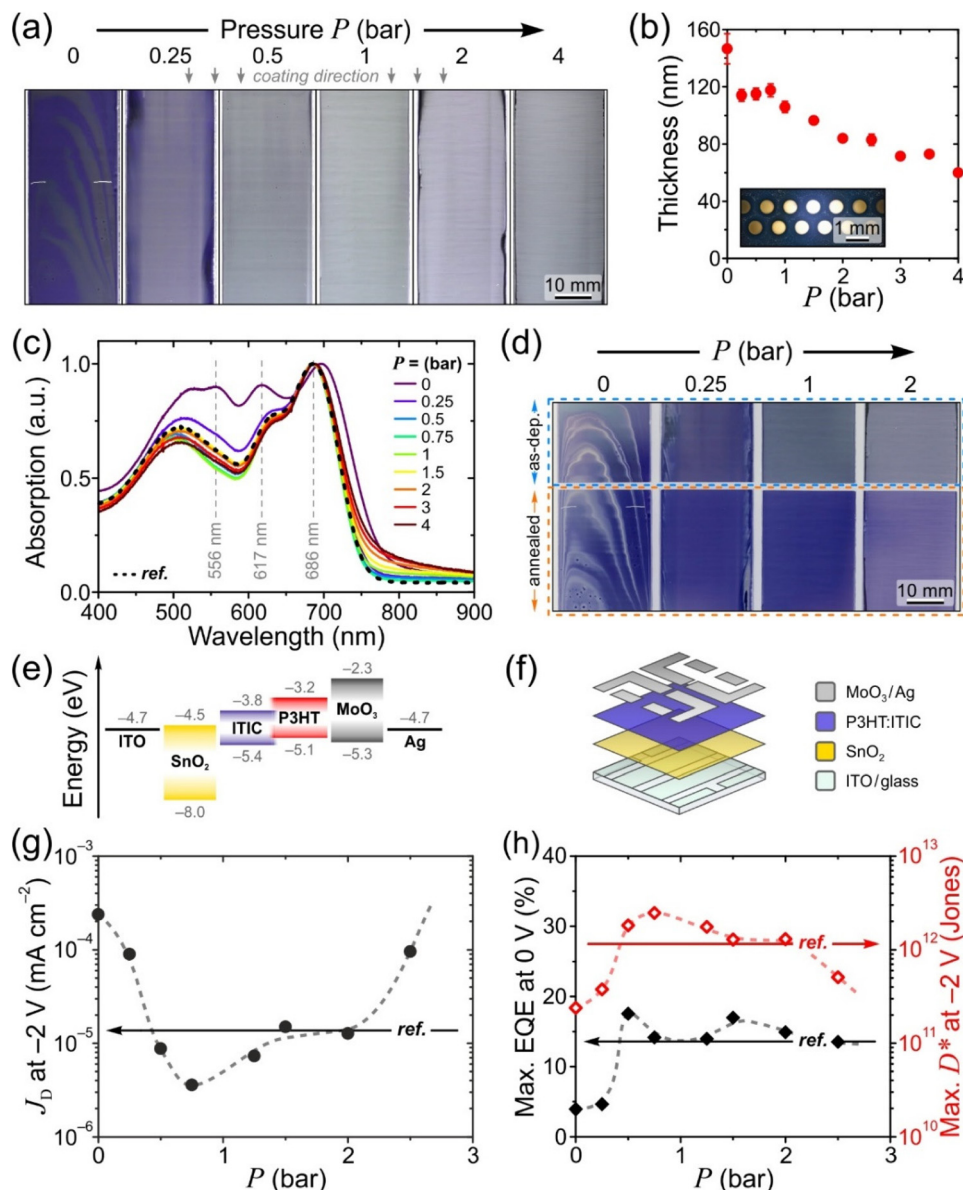 (a)
Pressure P (bar)
0 0.25 0.5 1 2 4
coating direction
10 mm
(b)
Thickness (nm)
160
120
80
40
0
1 mm
0 1 2 3 4
P (bar)
(c)
Absorption (a.u.)
1.0
0.5
0.0
P = (bar)
0
0.25
0.5
0.75
1
1.5
2
3
4
556 nm
617 nm
686 nm
ref.
400 500 600 700 800 900
Wavelength (nm)
(d)
P (bar)
0 0.25 1 2
as-dep.
annealed
10 mm
(e)
Energy (eV)
−4.7
ITO
−4.5
SnO₂
−8.0
−3.8
ITIC
−5.4
−3.2
P3HT
−5.1
−2.3
MoO₃
−5.3
−4.7
Ag
(f)
MoO₃/Ag
P3HT:ITIC
SnO₂
ITO/glass
(g)
J_D at −2 V (mA cm⁻²)
10⁻³
10⁻⁴
10⁻⁵
10⁻⁶
ref.
0 1 2 3
P (bar)
(h)
Max. EQE at 0 V (%)
40
30
20
10
0
ref.
ref.
10¹³
10¹²
10¹¹
10¹⁰
Max. D* at −2 V (Jones)
0 1 2 3
P (bar)